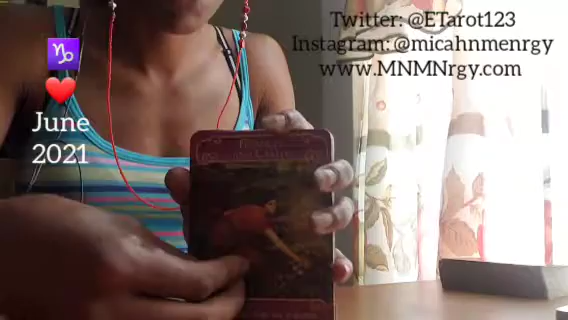 Twitter: @ETarot123
Instagram: @micahnmenrgy
www.MNMNrgy.com
♑
❤️
June
2021